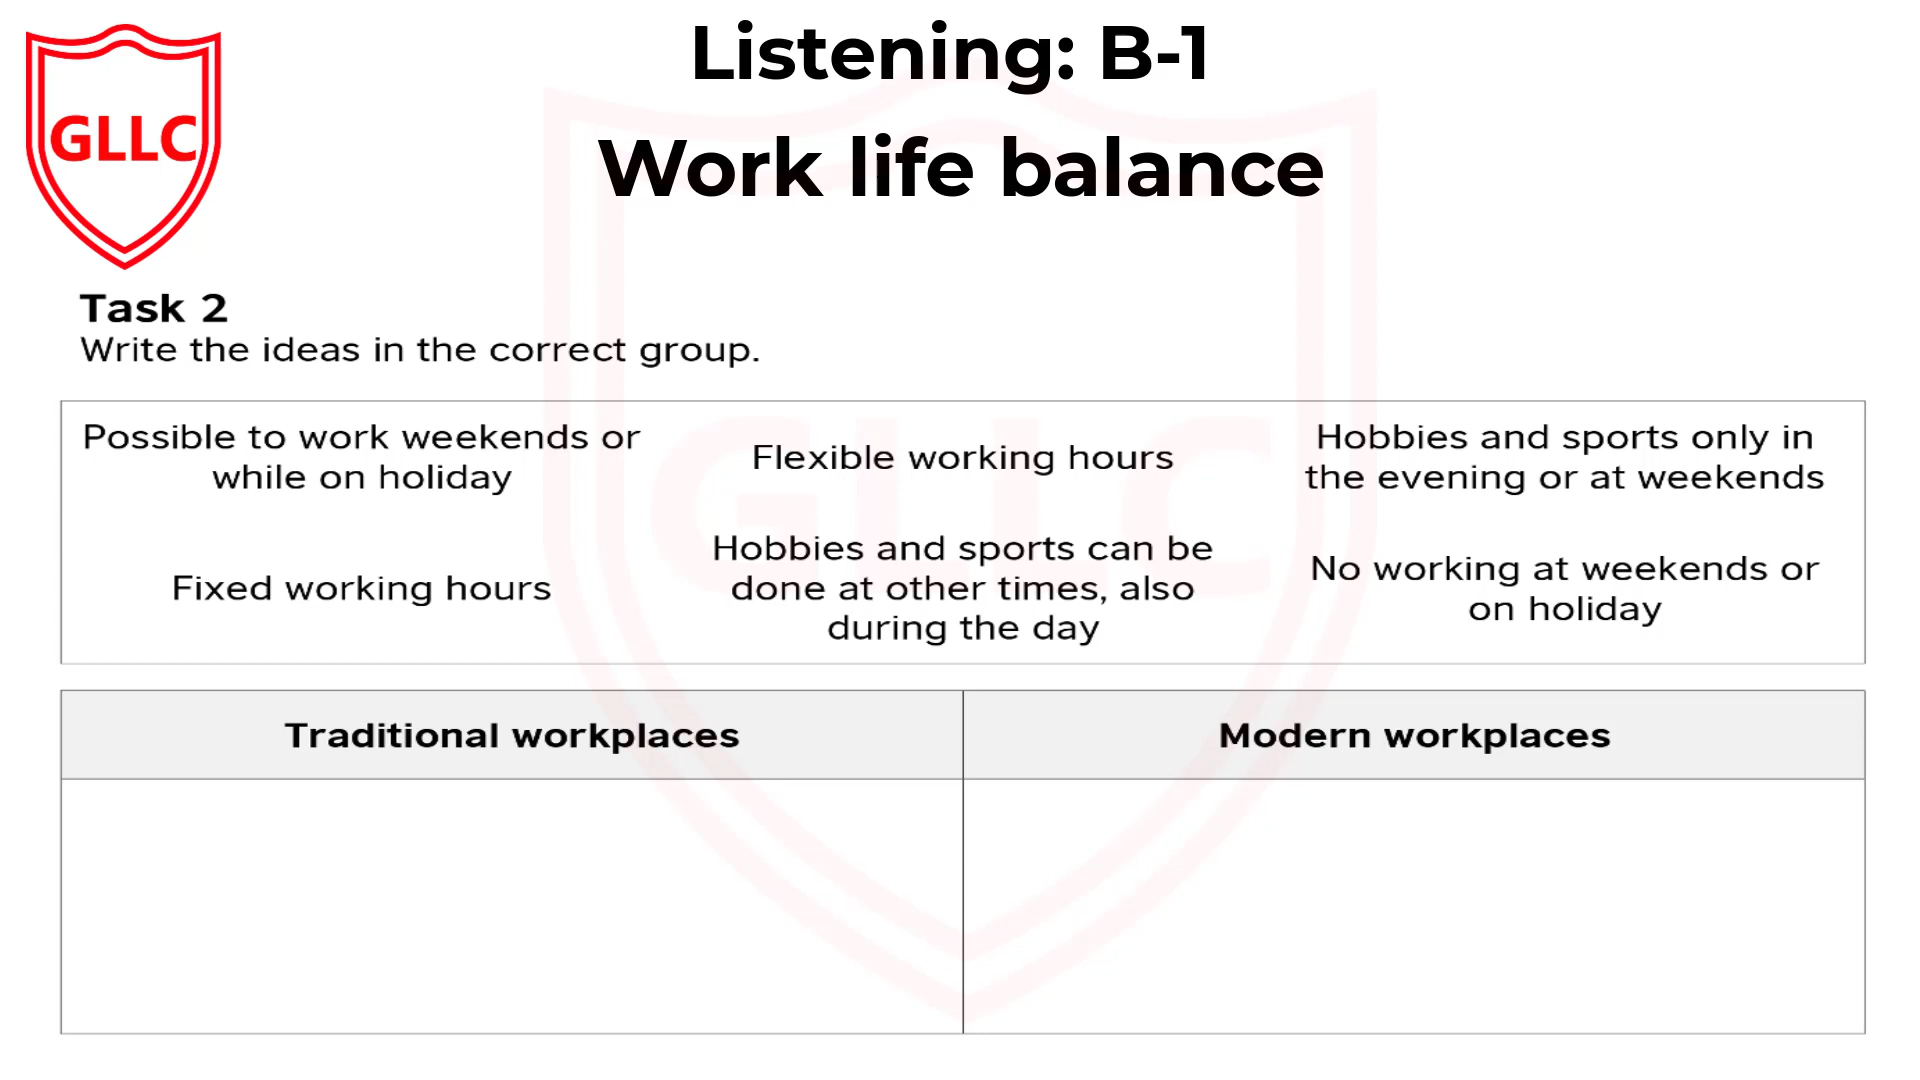 GLLC
Listening: B-1
Work life balance
Task 2
Write the ideas in the correct group.
Possible to work weekends or
while on holiday
Flexible working hours
Hobbies and sports only in
the evening or at weekends
Fixed working hours
Hobbies and sports can be
done at other times, also
during the day
No working at weekends or
on holiday
Traditional workplaces
Modern workplaces
GLLC